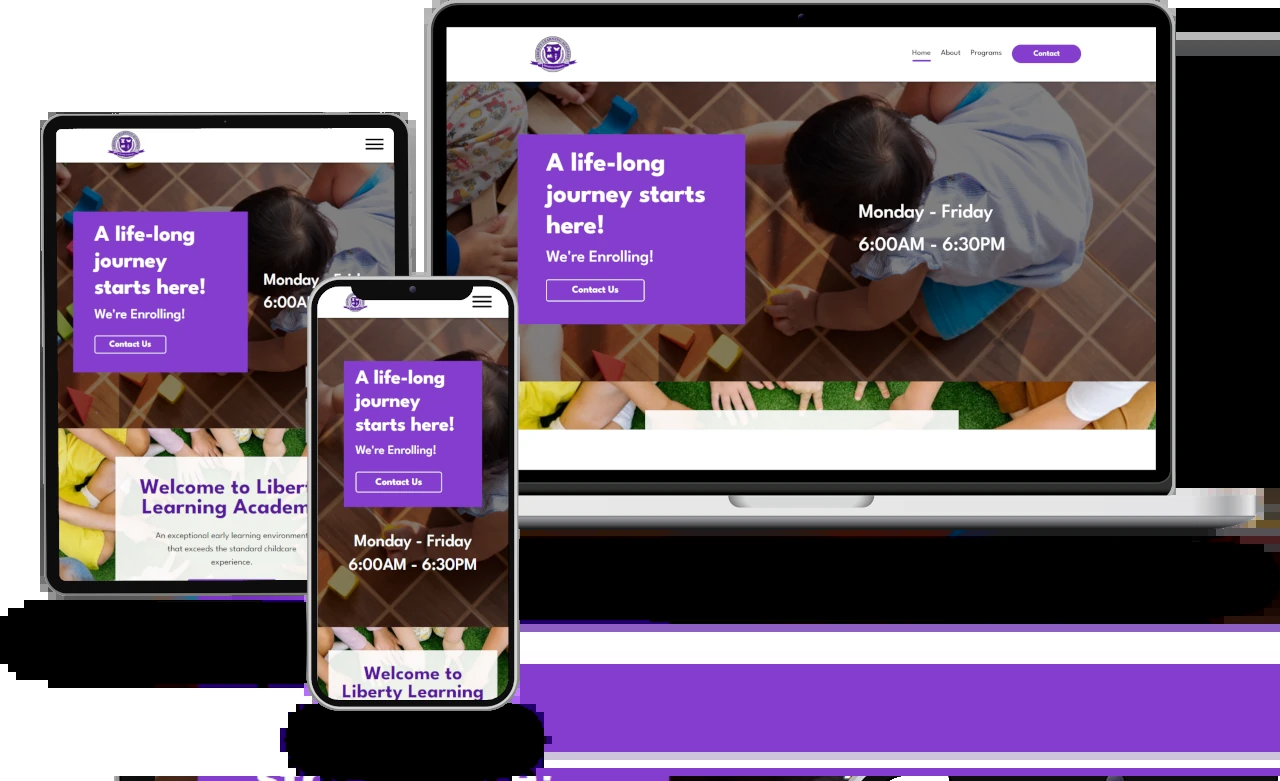 Home About Programs Contact
A life-long
journey starts
here!
We're Enrolling!
Contact Us
Monday - Friday
6:00AM - 6:30PM
A life-long
journey
starts here!
We're Enrolling!
Contact Us
Monday
6:00A
Welcome to Liber
Learning Academ
An exceptional early learning environment
that exceeds the standard childcare
experience.
A life-long
journey
starts here!
We're Enrolling!
Contact Us
Monday - Friday
6:00AM - 6:30PM
Welcome to
Liberty Learning